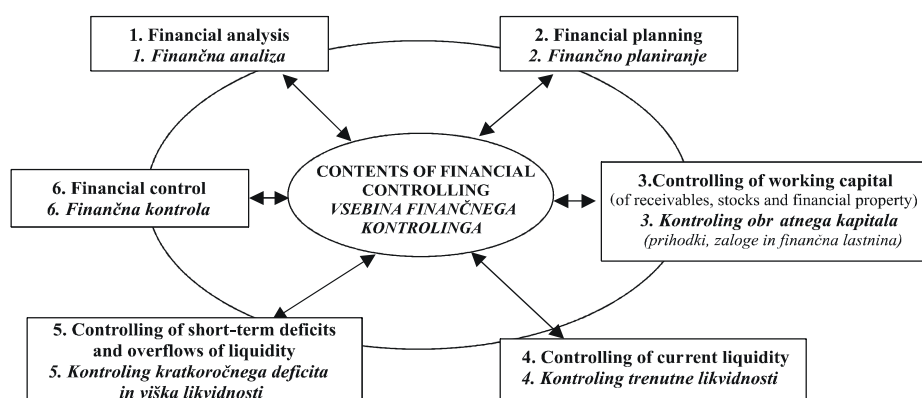 1. Financial analysis
1. Finančna analiza
2. Financial planning
2. Finančno planiranje
CONTENTS OF FINANCIAL
CONTROLLING
VSEBINA FINANČNEGA
KONTROLINGA
3.Controlling of working capital
(of receivables, stocks and financial property)
3. Kontroling obr atnega kapitala
(prihodki, zaloge in finančna lastnina)
4. Controlling of current liquidity
4. Kontroling trenutne likvidnosti
5. Controlling of short-term deficits
and overflows of liquidity
5. Kontroling kratkoročnega deficita
in viška likvidnosti
6. Financial control
6. Finančna kontrola